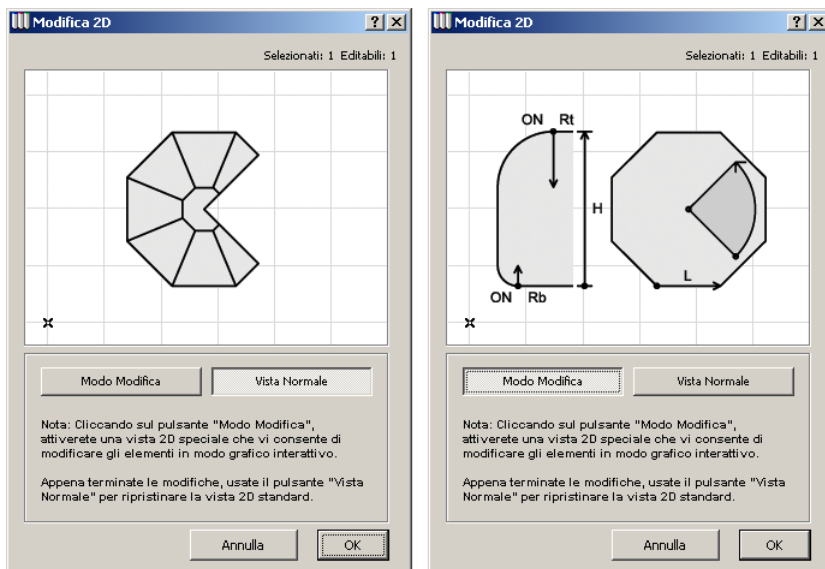 Modifica 2D
Selezionati: 1 Editabili: 1
Modo Modifica
Vista Normale
Nota: Cliccando sul pulsante "Modo Modifica",
attiverete una vista 2D speciale che vi consente di
modificare gli elementi in modo grafico interattivo.
Appena terminate le modifiche, usate il pulsante "Vista
Normale" per ripristinare la vista 2D standard.
Annulla
OK
Modifica 2D
Selezionati: 1 Editabili: 1
ON Rt
H
L
ON Rb
Modo Modifica
Vista Normale
Nota: Cliccando sul pulsante "Modo Modifica",
attiverete una vista 2D speciale che vi consente di
modificare gli elementi in modo grafico interattivo.
Appena terminate le modifiche, usate il pulsante "Vista
Normale" per ripristinare la vista 2D standard.
Annulla
OK